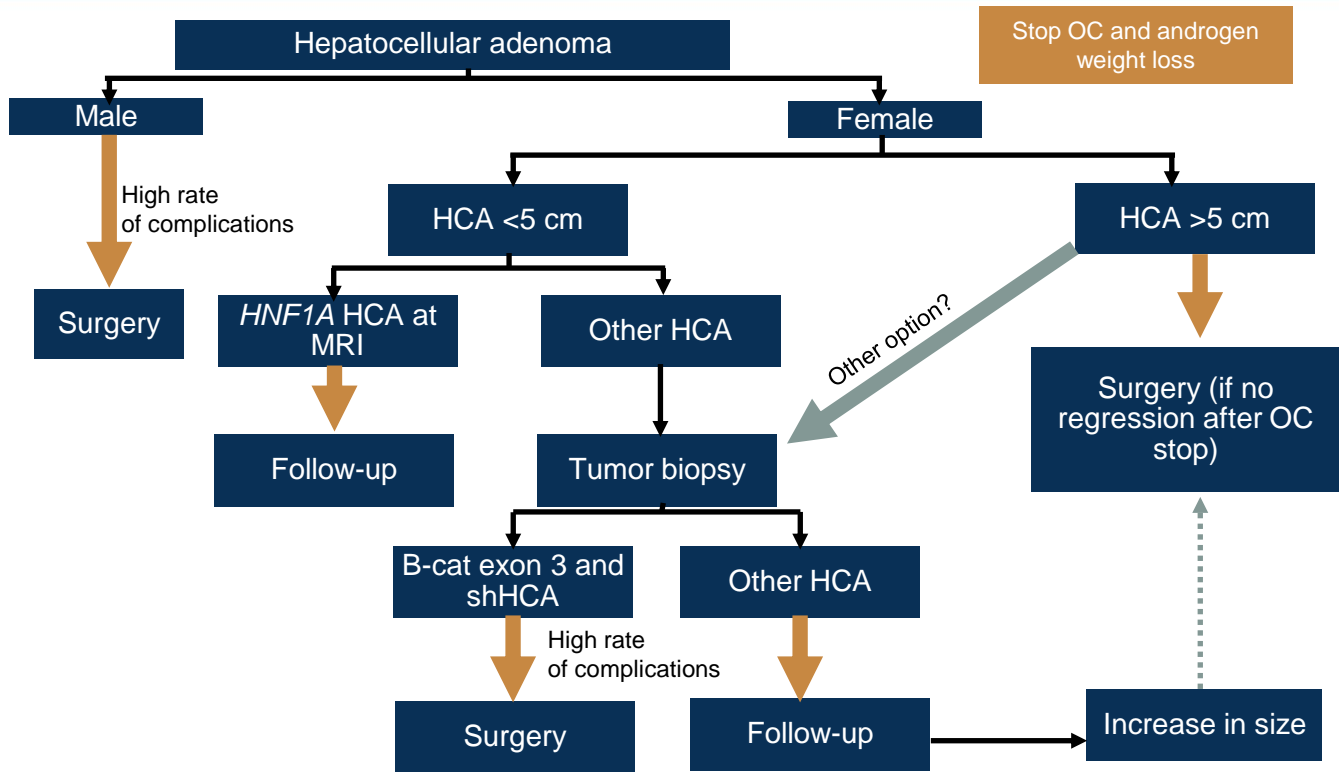 Hepatocellular adenoma
Stop OC and androgen
weight loss
Male
Female
High rate
of complications
HCA <5 cm
HCA >5 cm
Surgery
HNF1A HCA at
MRI
Other HCA
Other option?
Surgery (if no
regression after OC
stop)
Follow-up
Tumor biopsy
B-cat exon 3 and
shHCA
Other HCA
High rate
of complications
Surgery
Follow-up
Increase in size